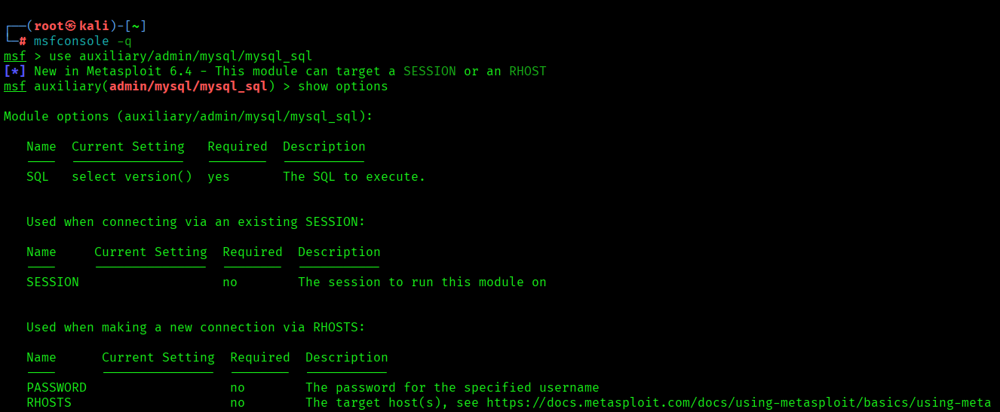 ┌──(root㉿kali)-[~]
└─# msfconsole -q
msf > use auxiliary/admin/mysql/mysql_sql
[*] New in Metasploit 6.4 - This module can target a SESSION or an RHOST
msf auxiliary(admin/mysql/mysql_sql) > show options
Module options (auxiliary/admin/mysql/mysql_sql):
Name  Current Setting   Required  Description
----  ---------------   --------  -----------
SQL   select version()  yes       The SQL to execute.
Used when connecting via an existing SESSION:
Name     Current Setting  Required  Description
----     ---------------  --------  -----------
SESSION                   no        The session to run this module on
Used when making a new connection via RHOSTS:
Name      Current Setting  Required  Description
----      ---------------  --------  -----------
PASSWORD                   no        The password for the specified username
RHOSTS                     no        The target host(s), see https://docs.metasploit.com/docs/using-metasploit/basics/using-meta